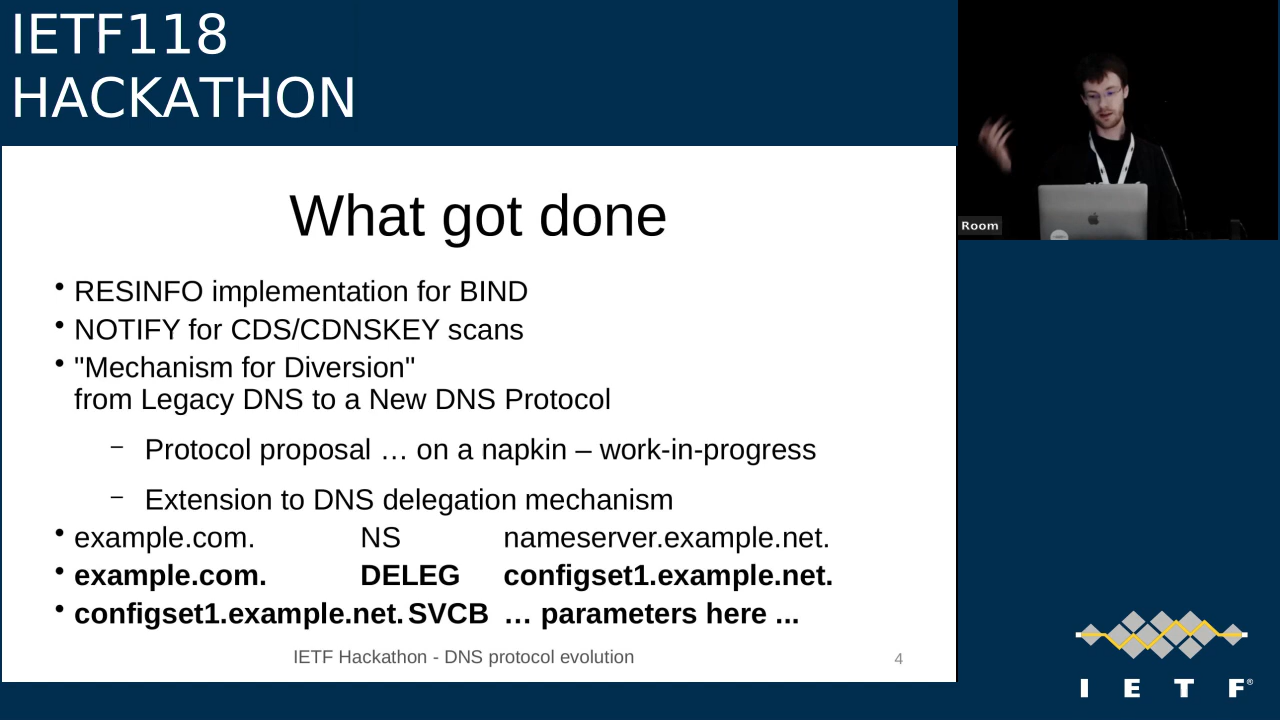 IETF118
HACKATHON
What got done
• RESINFO implementation for BIND
• NOTIFY for CDS/CDNSKEY scans
• "Mechanism for Diversion"
from Legacy DNS to a New DNS Protocol
– Protocol proposal … on a napkin – work-in-progress
– Extension to DNS delegation mechanism
• example.com. NS nameserver.example.net.
• example.com. DELEG configset1.example.net.
• configset1.example.net. SVCB … parameters here ...
IETF Hackathon - DNS protocol evolution 4
Room
I E T F®